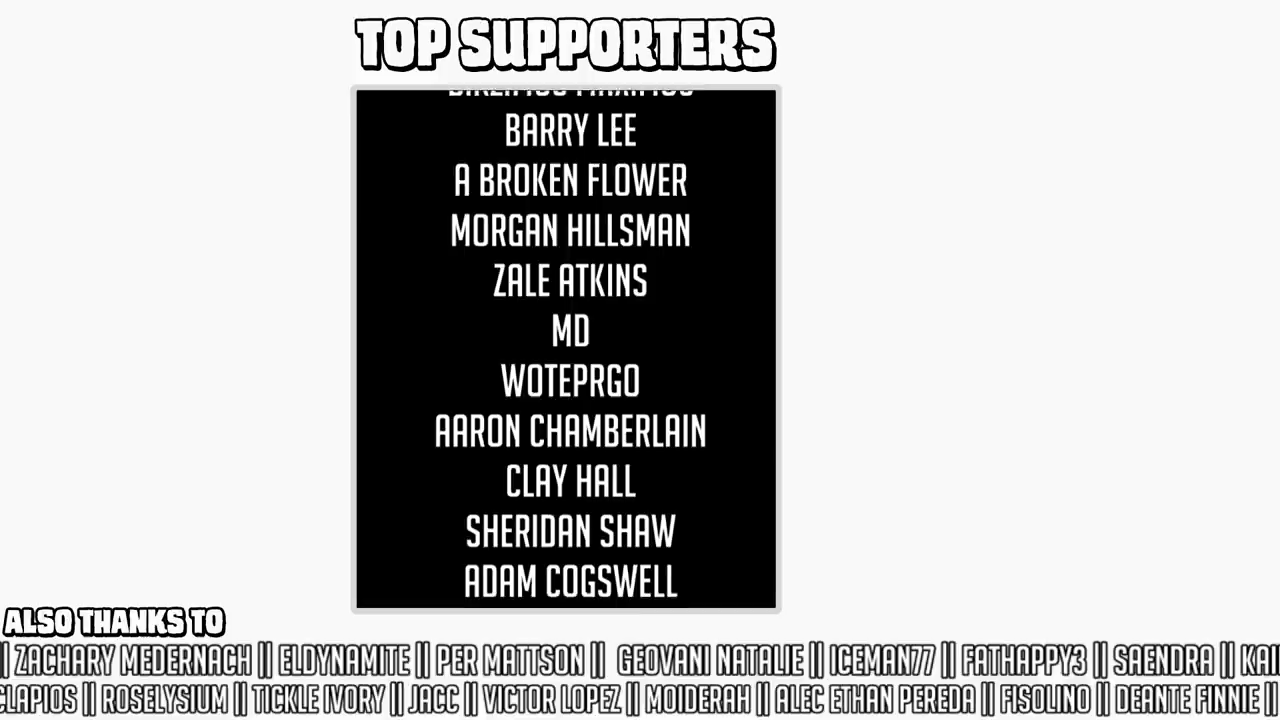 TOP SUPPORTERS
BARRY LEE
A BROKEN FLOWER
MORGAN HILLSMAN
ZALE ATKINS
MD
WOTEPRGO
AARON CHAMBERLAIN
CLAY HALL
SHERIDAN SHAW
ADAM COGSWELL
ALSO THANKS TO
|| ZACHARY MEDERNACH || ELDYNAMITE || PER MATTSON || GEOVANI NATALIE || ICEMAN77 || FATHAPPY3 || SAENDRA || KAI
CLAPIOS || ROSELYSIUM || TICKLE IVORY || JACC || VICTOR LOPEZ || MOIDERAH || ALEC ETHAN PEREDA || FISOLINO || DEANTE FINNIE ||